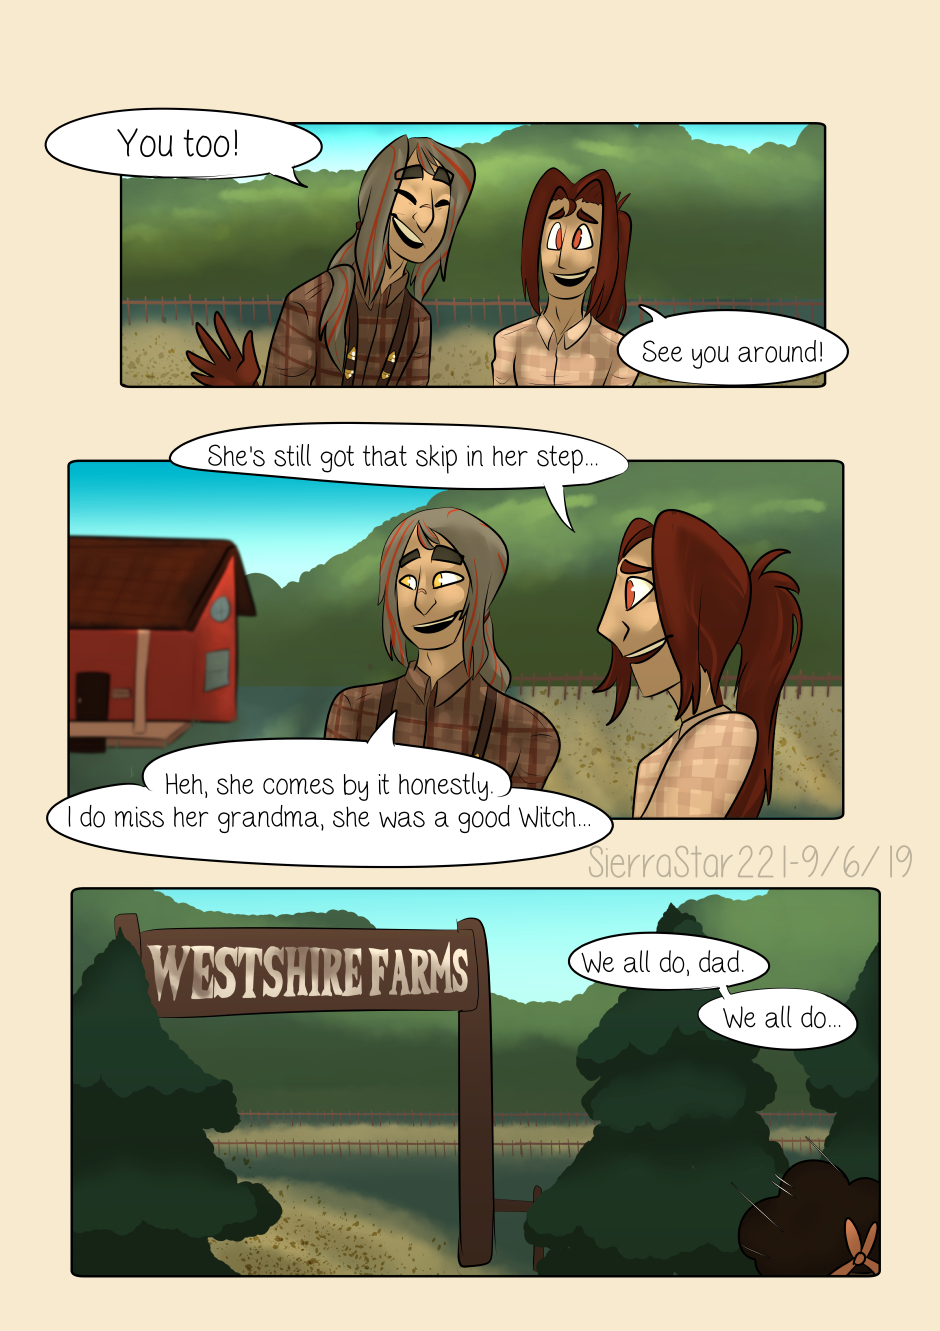 You too!
See you around!
She's still got that skip in her step...
Heh, she comes by it honestly.
I do miss her grandma, she was a good Witch...
SierraStar221-9/6/19
WESTSHIRE FARMS
We all do, dad.
We all do...